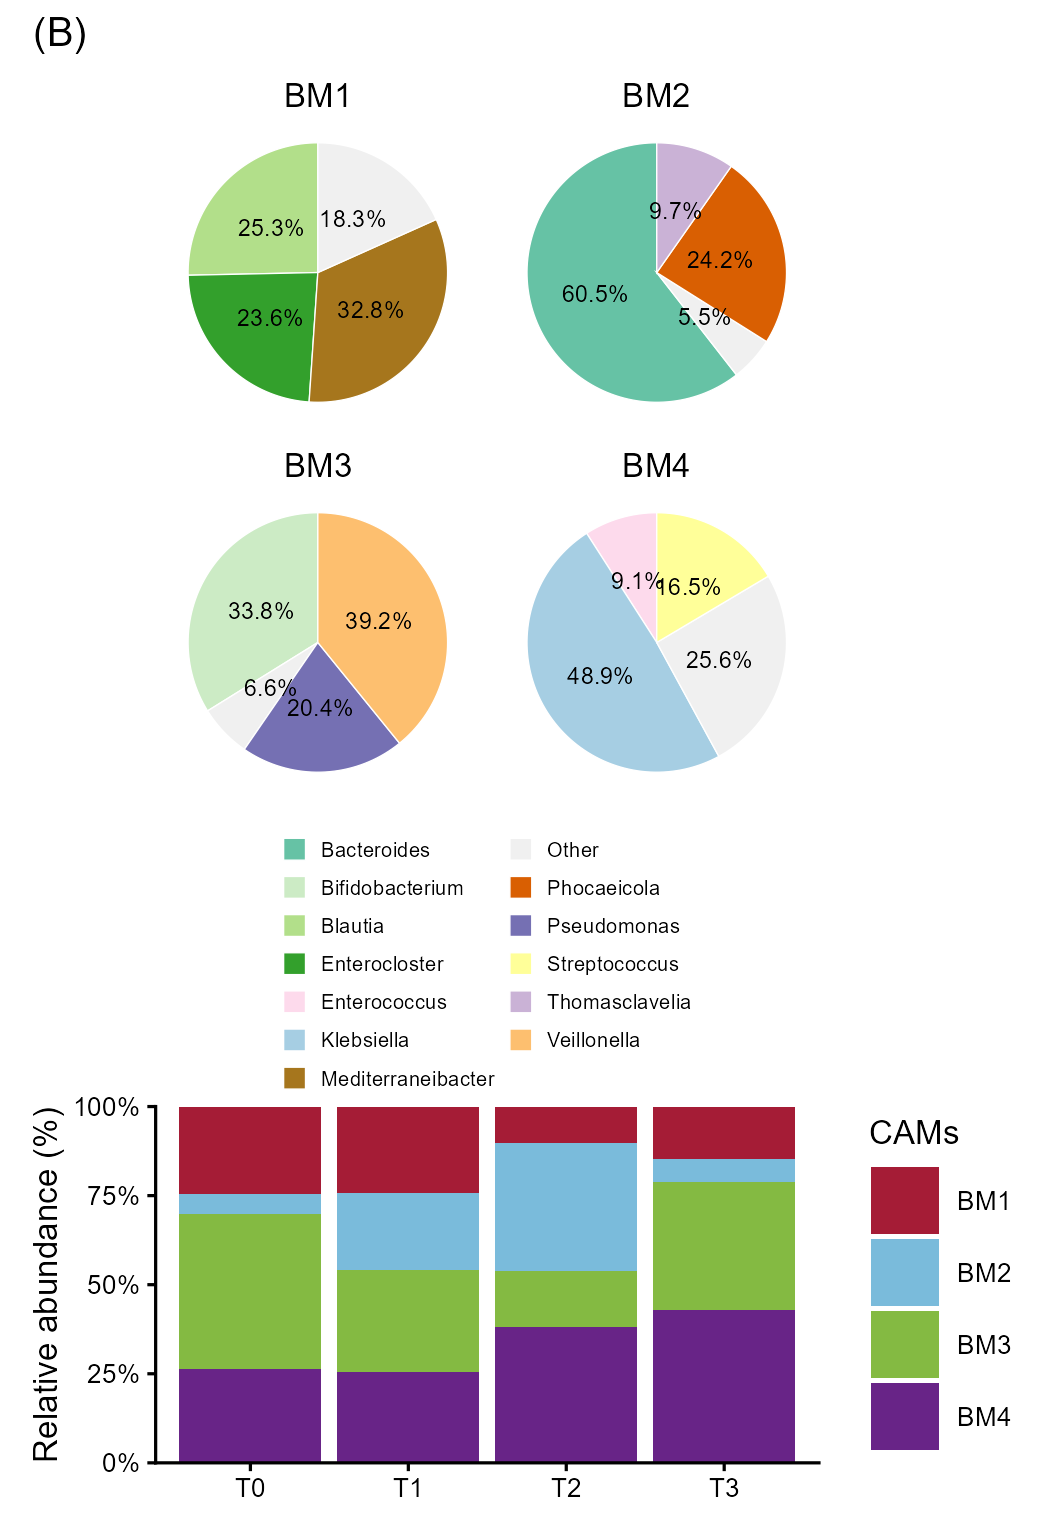 (B)
BM1
BM2
25.3%
18.3%
23.6%
32.8%
9.7%
24.2%
60.5%
5.5%
BM3
BM4
33.8%
39.2%
6.6%
20.4%
9.1%
16.5%
48.9%
25.6%
Bacteroides
Bifidobacterium
Blautia
Enterocloster
Enterococcus
Klebsiella
Mediterraneibacter
Other
Phocaeicola
Pseudomonas
Streptococcus
Thomasclavelia
Veillonella
Relative abundance (%)
100%
75%
50%
25%
0%
T0
T1
T2
T3
CAMs
BM1
BM2
BM3
BM4